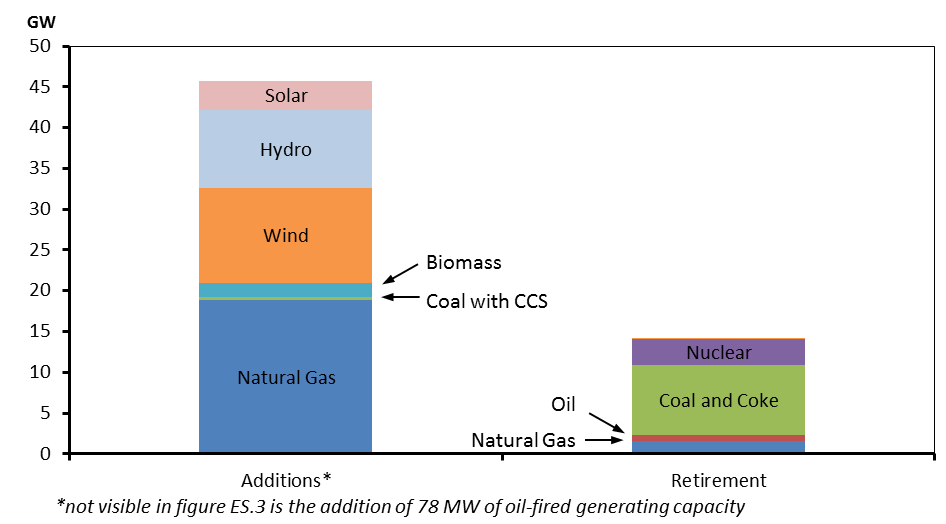 GW
50
45
40
35
30
25
20
15
10
5
0
Solar
Hydro
Wind
Biomass
Coal with CCS
Natural Gas
Nuclear
Coal and Coke
Oil
Natural Gas
Additions*
Retirement
*not visible in figure ES.3 is the addition of 78 MW of oil-fired generating capacity